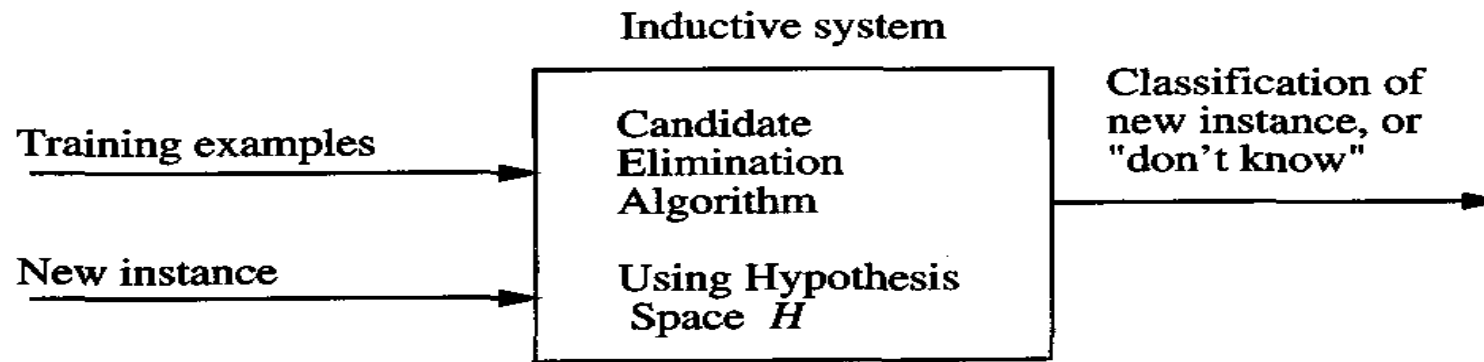 Inductive system
Training examples
New instance
Candidate
Elimination
Algorithm
Using Hypothesis
Space H
Classification of
new instance, or
"don't know"